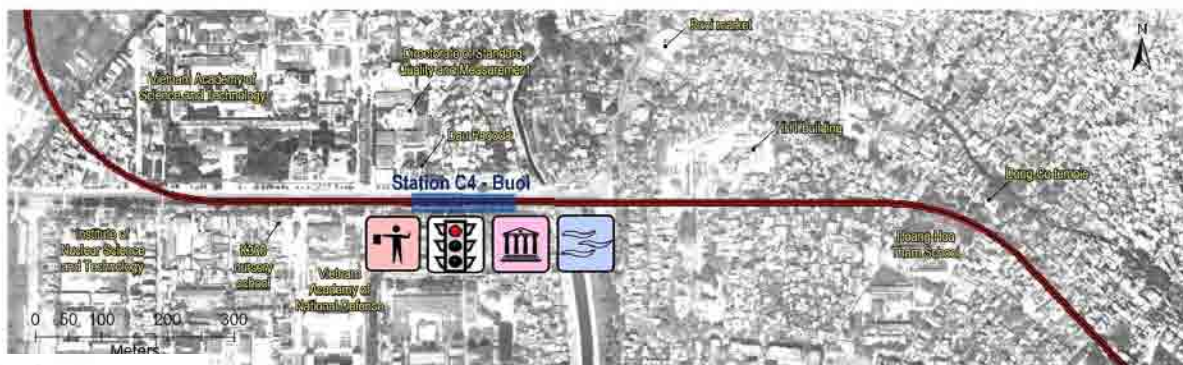 Buoi market
N
Directorate of Standard
Quality and Measurement
Vietnam Academy of
Science and Technology
HITTI building
Dau Pagoda
Station C4 - Buoi
Long Co temple
Institute of
Nuclear Science
and Technology
K360
nursery
school
Vietnam
Academy of
National Defense
Hoang Hoa
Tham School
0 50 100 200 300
Meters